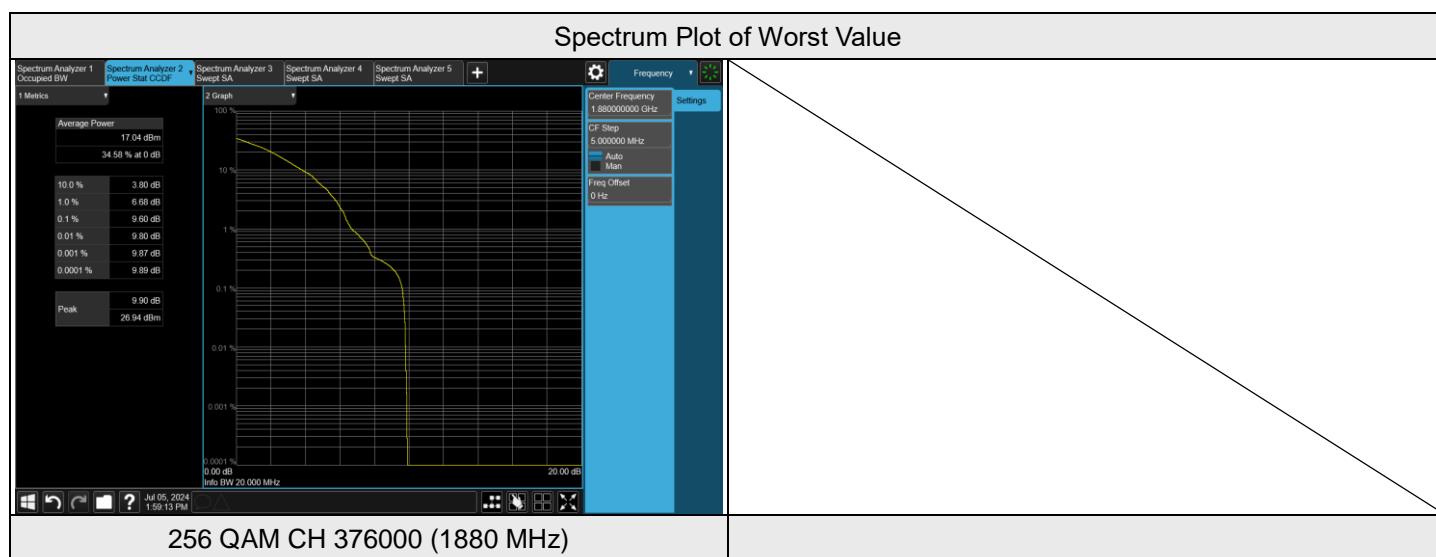 Spectrum Plot of Worst Value
Spectrum Analyzer 1
Occupied BW
Spectrum Analyzer 2
Power Stat CCDF
Spectrum Analyzer 3
Swept SA
Spectrum Analyzer 4
Swept SA
Spectrum Analyzer 5
Swept SA
+
Frequency
1 Metrics
2 Graph
Average Power
17.04 dBm
34.58 % at 0 dB
10.0 % 3.80 dB
1.0 % 6.68 dB
0.1 % 9.60 dB
0.01 % 9.80 dB
0.001 % 9.87 dB
0.0001 % 9.89 dB
Peak 9.90 dB
26.94 dBm
100 %
10 %
1 %
0.1 %
0.01 %
0.001 %
0.0001 %
0.00 dB 20.00 dB
Info BW 20.000 MHz
Center Frequency
1.880000000 GHz
Settings
CF Step
5.000000 MHz
Auto
Man
Freq Offset
0 Hz
?
Jul 05, 2024
1:59:13 PM
256 QAM CH 376000 (1880 MHz)